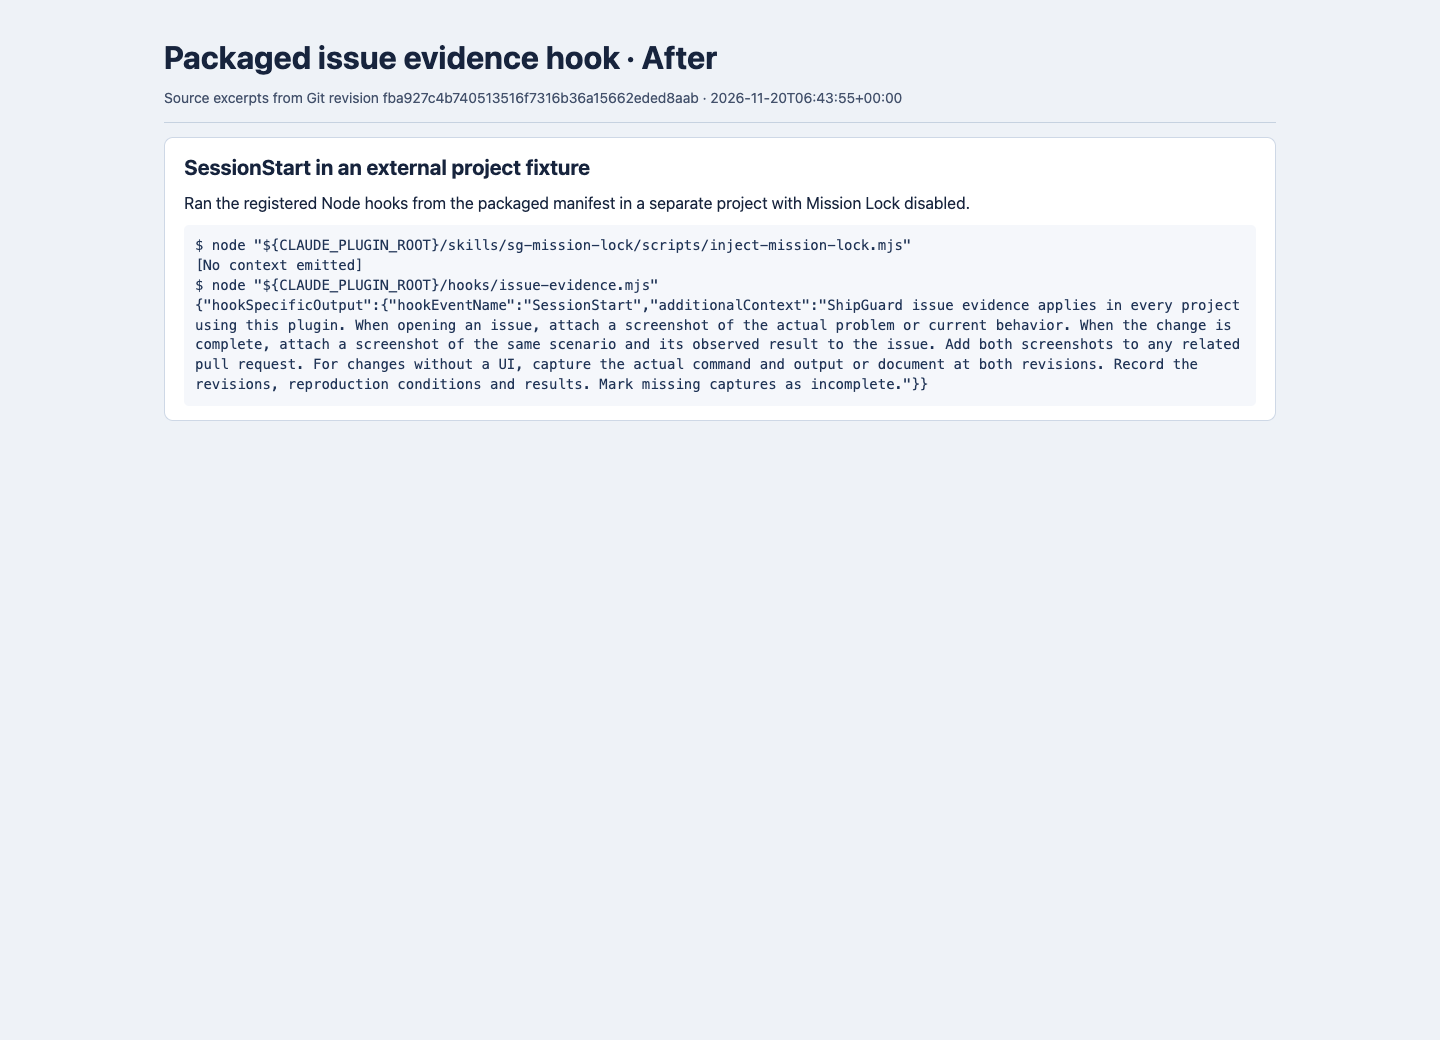 Packaged issue evidence hook · After
Source excerpts from Git revision fba927c4b740513516f7316b36a15662eded8aab · 2026-11-20T06:43:55+00:00
SessionStart in an external project fixture
Ran the registered Node hooks from the packaged manifest in a separate project with Mission Lock disabled.
$ node "${CLAUDE_PLUGIN_ROOT}/skills/sg-mission-lock/scripts/inject-mission-lock.mjs"
[No context emitted]
$ node "${CLAUDE_PLUGIN_ROOT}/hooks/issue-evidence.mjs"
{"hookSpecificOutput":{"hookEventName":"SessionStart","additionalContext":"ShipGuard issue evidence applies in every project
using this plugin. When opening an issue, attach a screenshot of the actual problem or current behavior. When the change is
complete, attach a screenshot of the same scenario and its observed result to the issue. Add both screenshots to any related
pull request. For changes without a UI, capture the actual command and output or document at both revisions. Record the
revisions, reproduction conditions and results. Mark missing captures as incomplete."}}